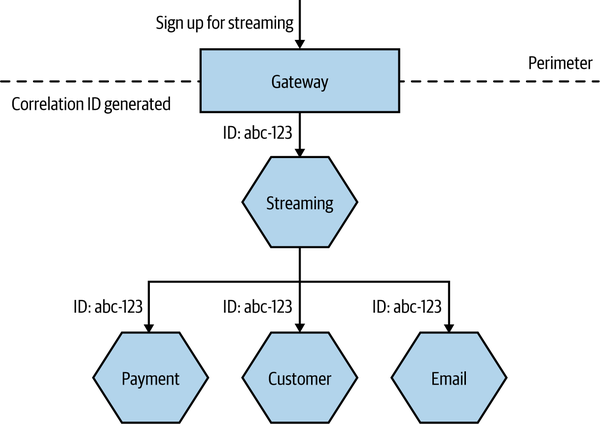 Sign up for streaming
Perimeter
Gateway
Correlation ID generated
ID: abc-123
Streaming
ID: abc-123
ID: abc-123
ID: abc-123
Payment
Customer
Email